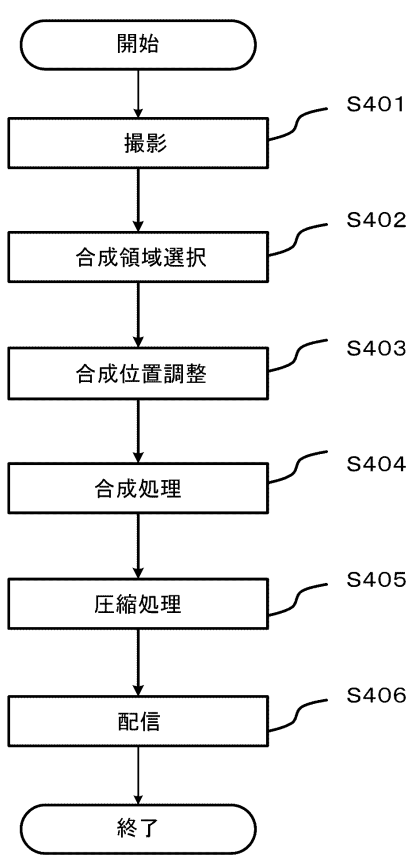 開始
S401
撮影
S402
合成領域選択
S403
合成位置調整
S404
合成処理
S405
圧縮処理
S406
配信
終了